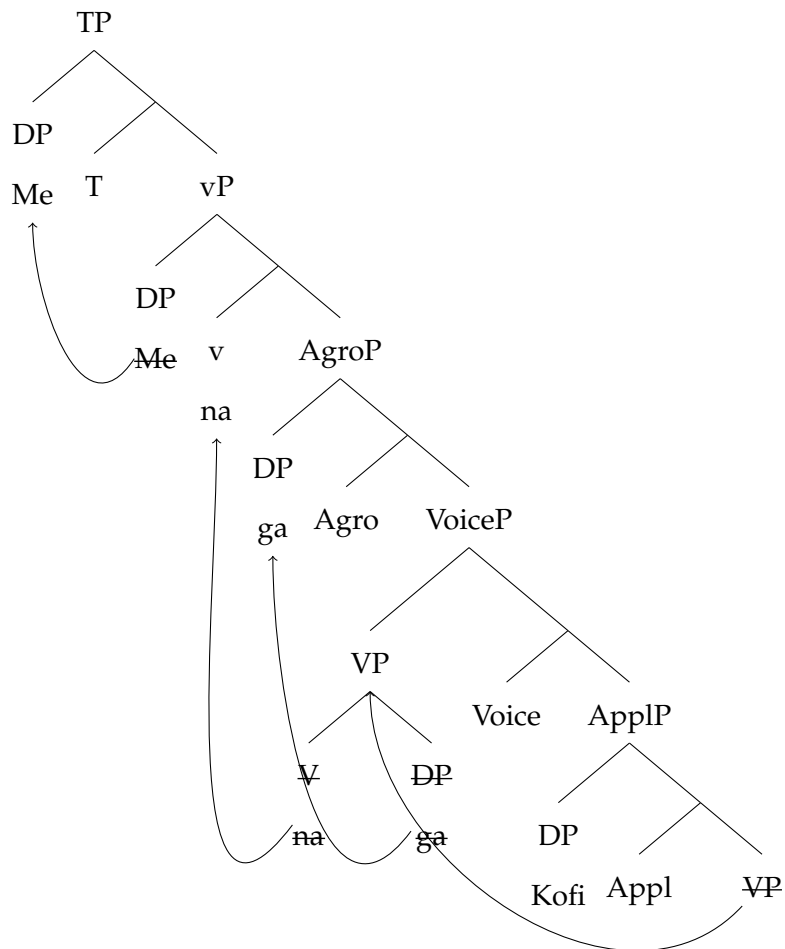 TP
DP
Me T vP
DP
Me v AgroP
na
DP
ga Agro VoiceP
VP
Voice ApplP
V DP
na ga DP
Kofi Appl VP